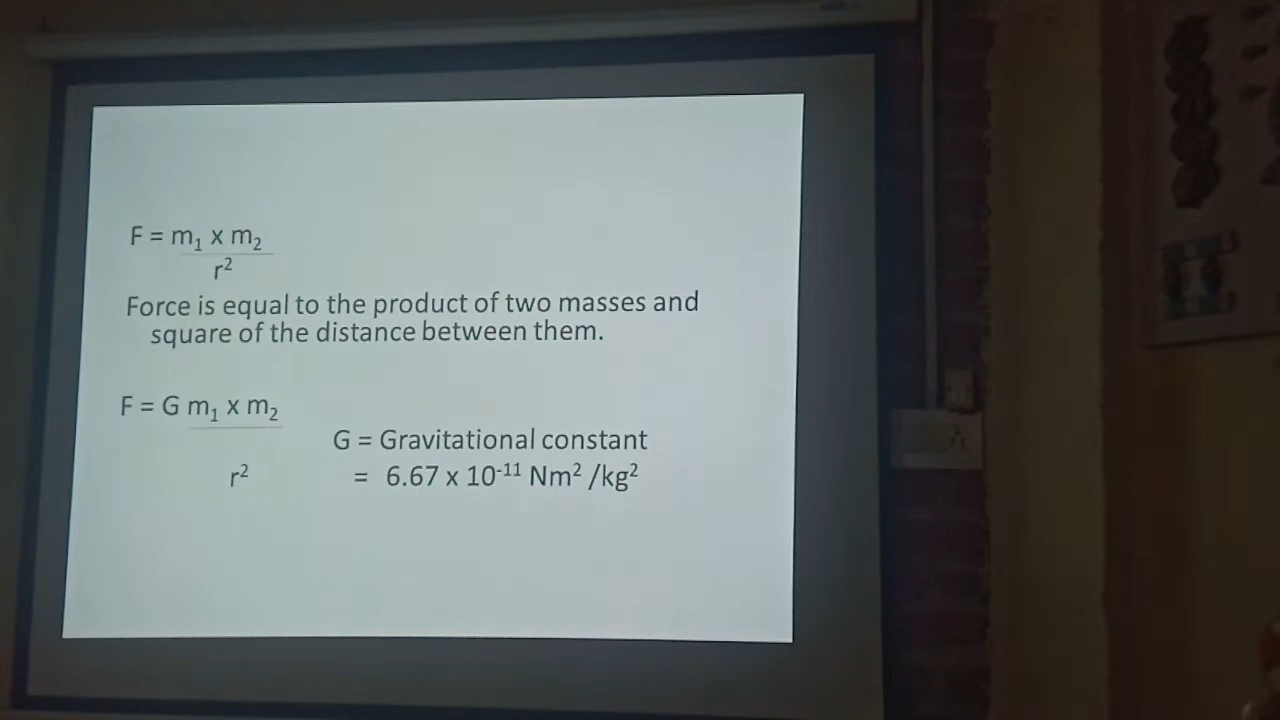 F = m₁ x m₂
r²
Force is equal to the product of two masses and
square of the distance between them.
F = G m₁ x m₂
G = Gravitational constant
r² = 6.67 x 10⁻¹¹ Nm² /kg²